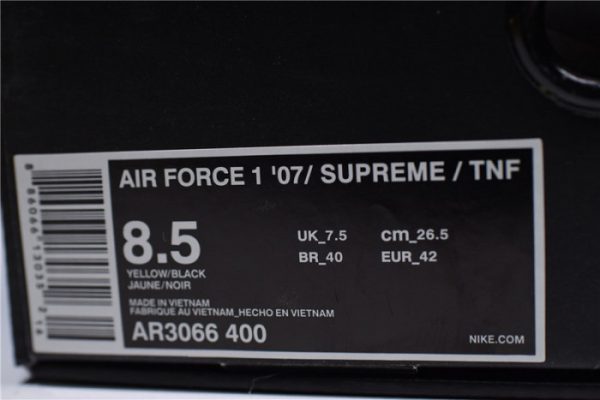 AIR FORCE 1 '07/ SUPREME / TNF
8.5
UK_7.5 cm_26.5
BR_40 EUR_42
YELLOW/BLACK
JAUNE/NOIR
MADE IN VIETNAM
FABRIQUE AU VIETNAM_HECHO EN VIETNAM
AR3066 400
NIKE.COM